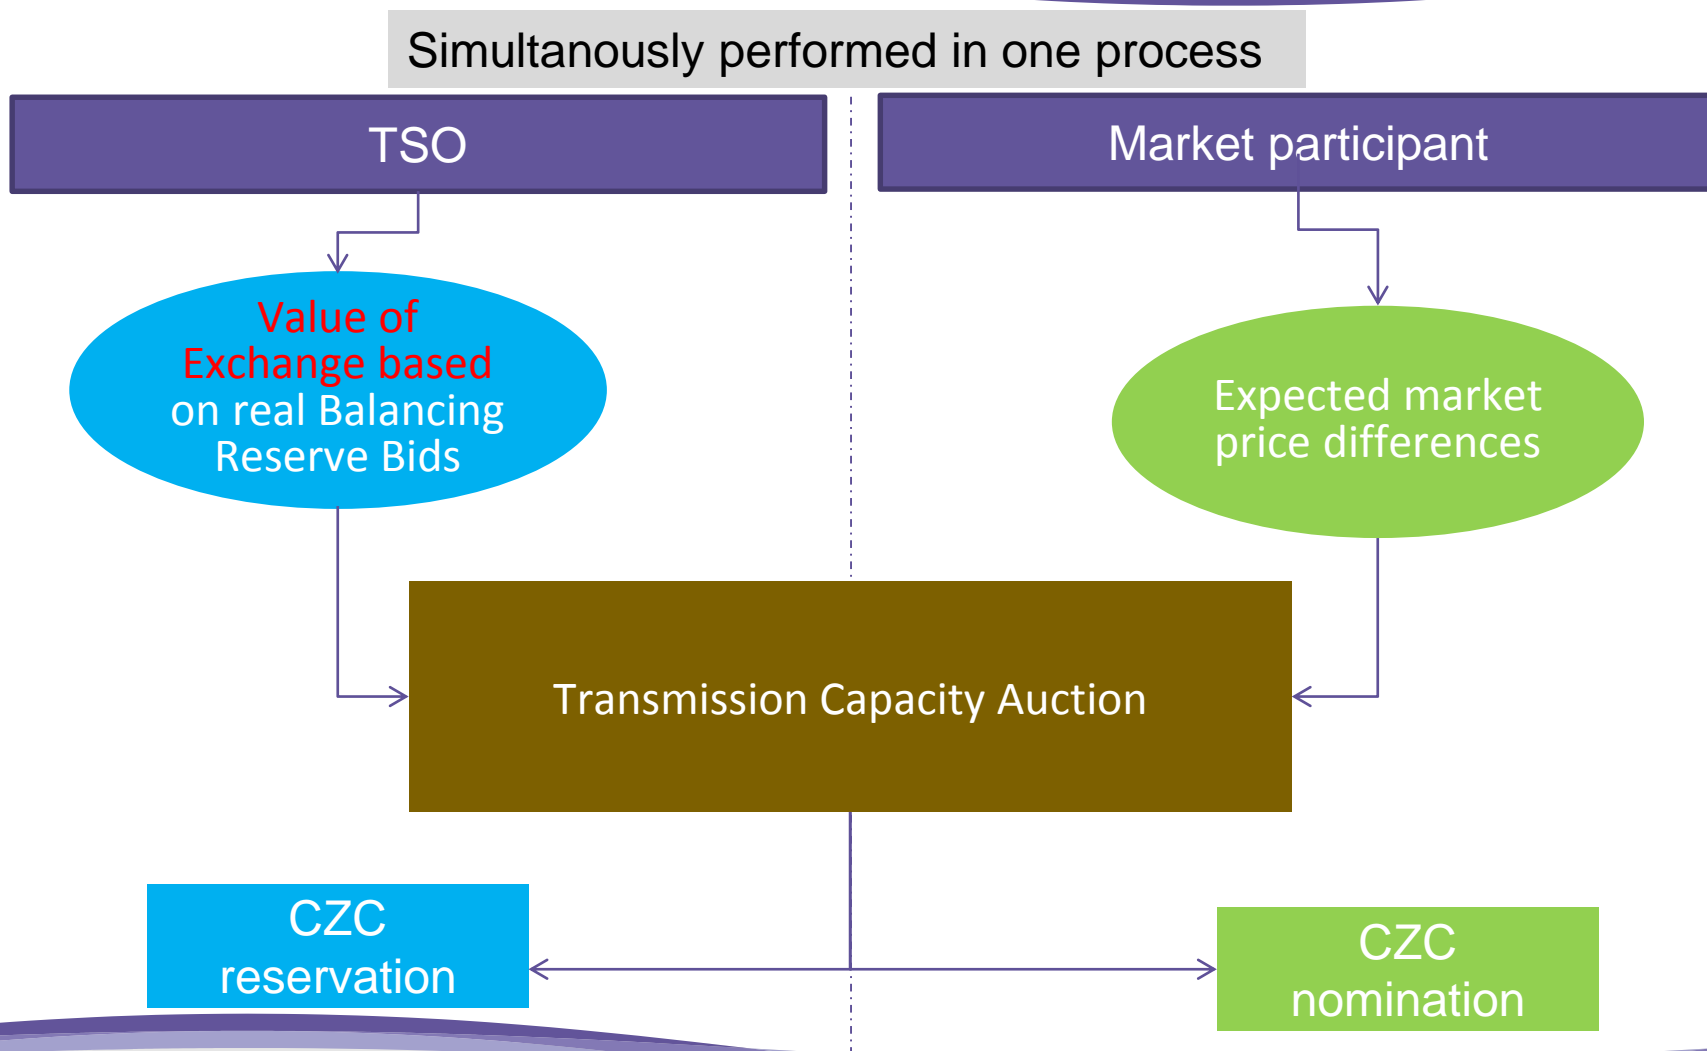 Simultanously performed in one process
TSO
Market participant
Value of
Exchange based
on real Balancing
Reserve Bids
Expected market
price differences
Transmission Capacity Auction
CZC
reservation
CZC
nomination